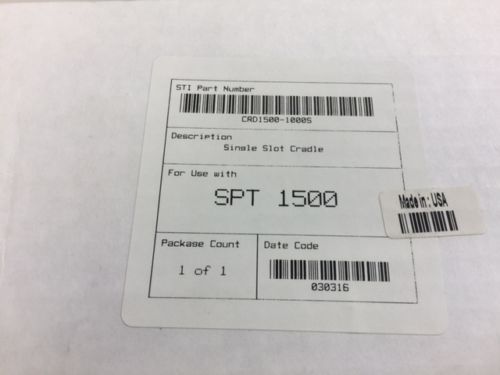 STI Part Number
CRD1500-1000S
Description
Single Slot Cradle
For Use with
SPT 1500
Made in : USA
Package Count
1 of 1
Date Code
030316